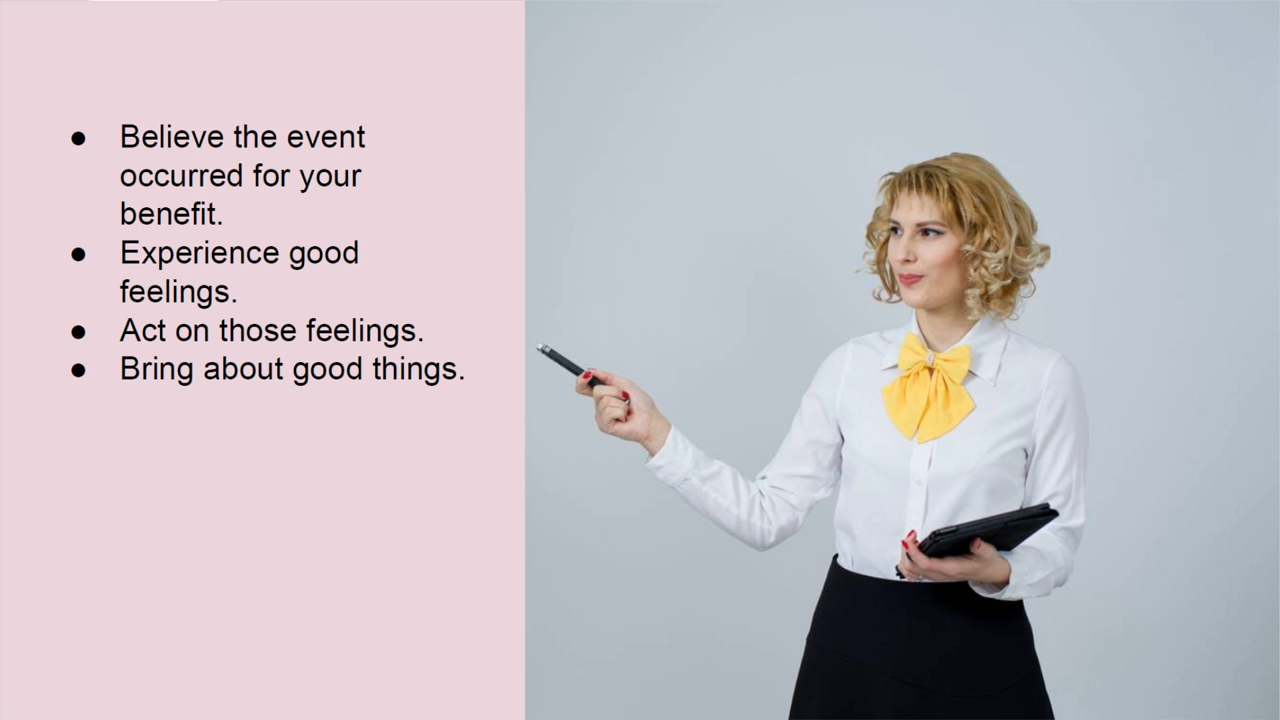 ● Believe the event
occurred for your
benefit.
● Experience good
feelings.
● Act on those feelings.
● Bring about good things.